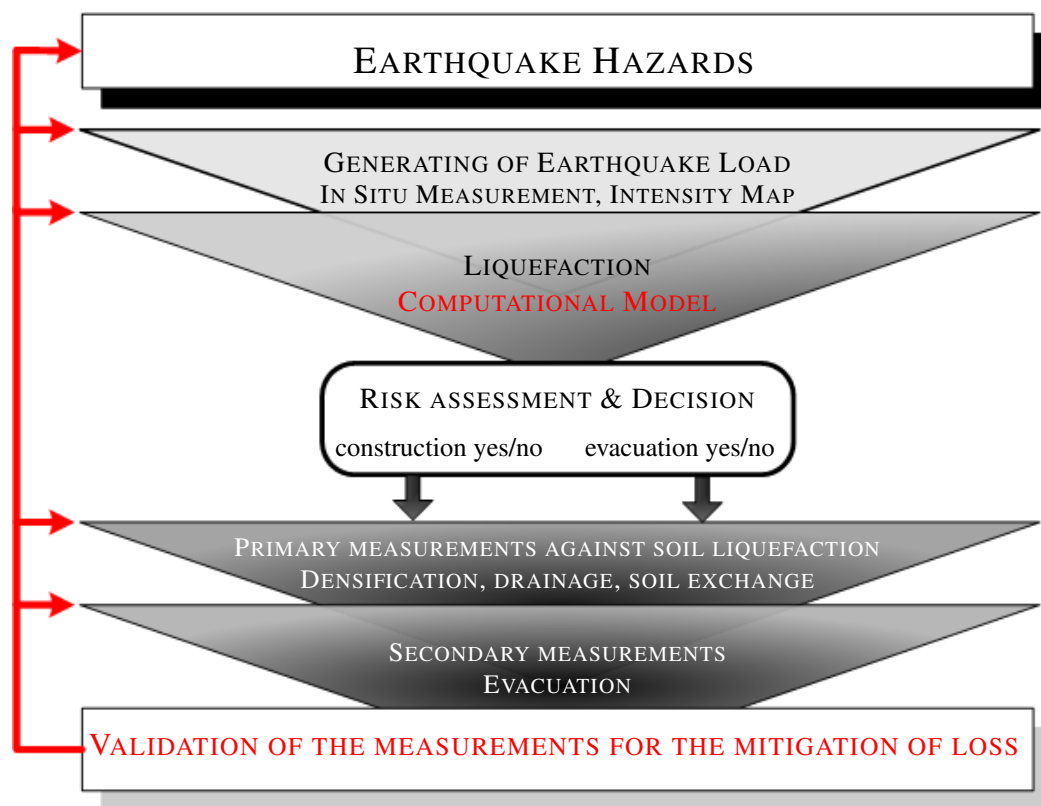 EARTHQUAKE HAZARDS
GENERATING OF EARTHQUAKE LOAD
IN SITU MEASUREMENT, INTENSITY MAP
LIQUEFACTION
COMPUTATIONAL MODEL
RISK ASSESSMENT & DECISION
construction yes/no evacuation yes/no
PRIMARY MEASUREMENTS AGAINST SOIL LIQUEFACTION
DENSIFICATION, DRAINAGE, SOIL EXCHANGE
SECONDARY MEASUREMENTS
EVACUATION
VALIDATION OF THE MEASUREMENTS FOR THE MITIGATION OF LOSS